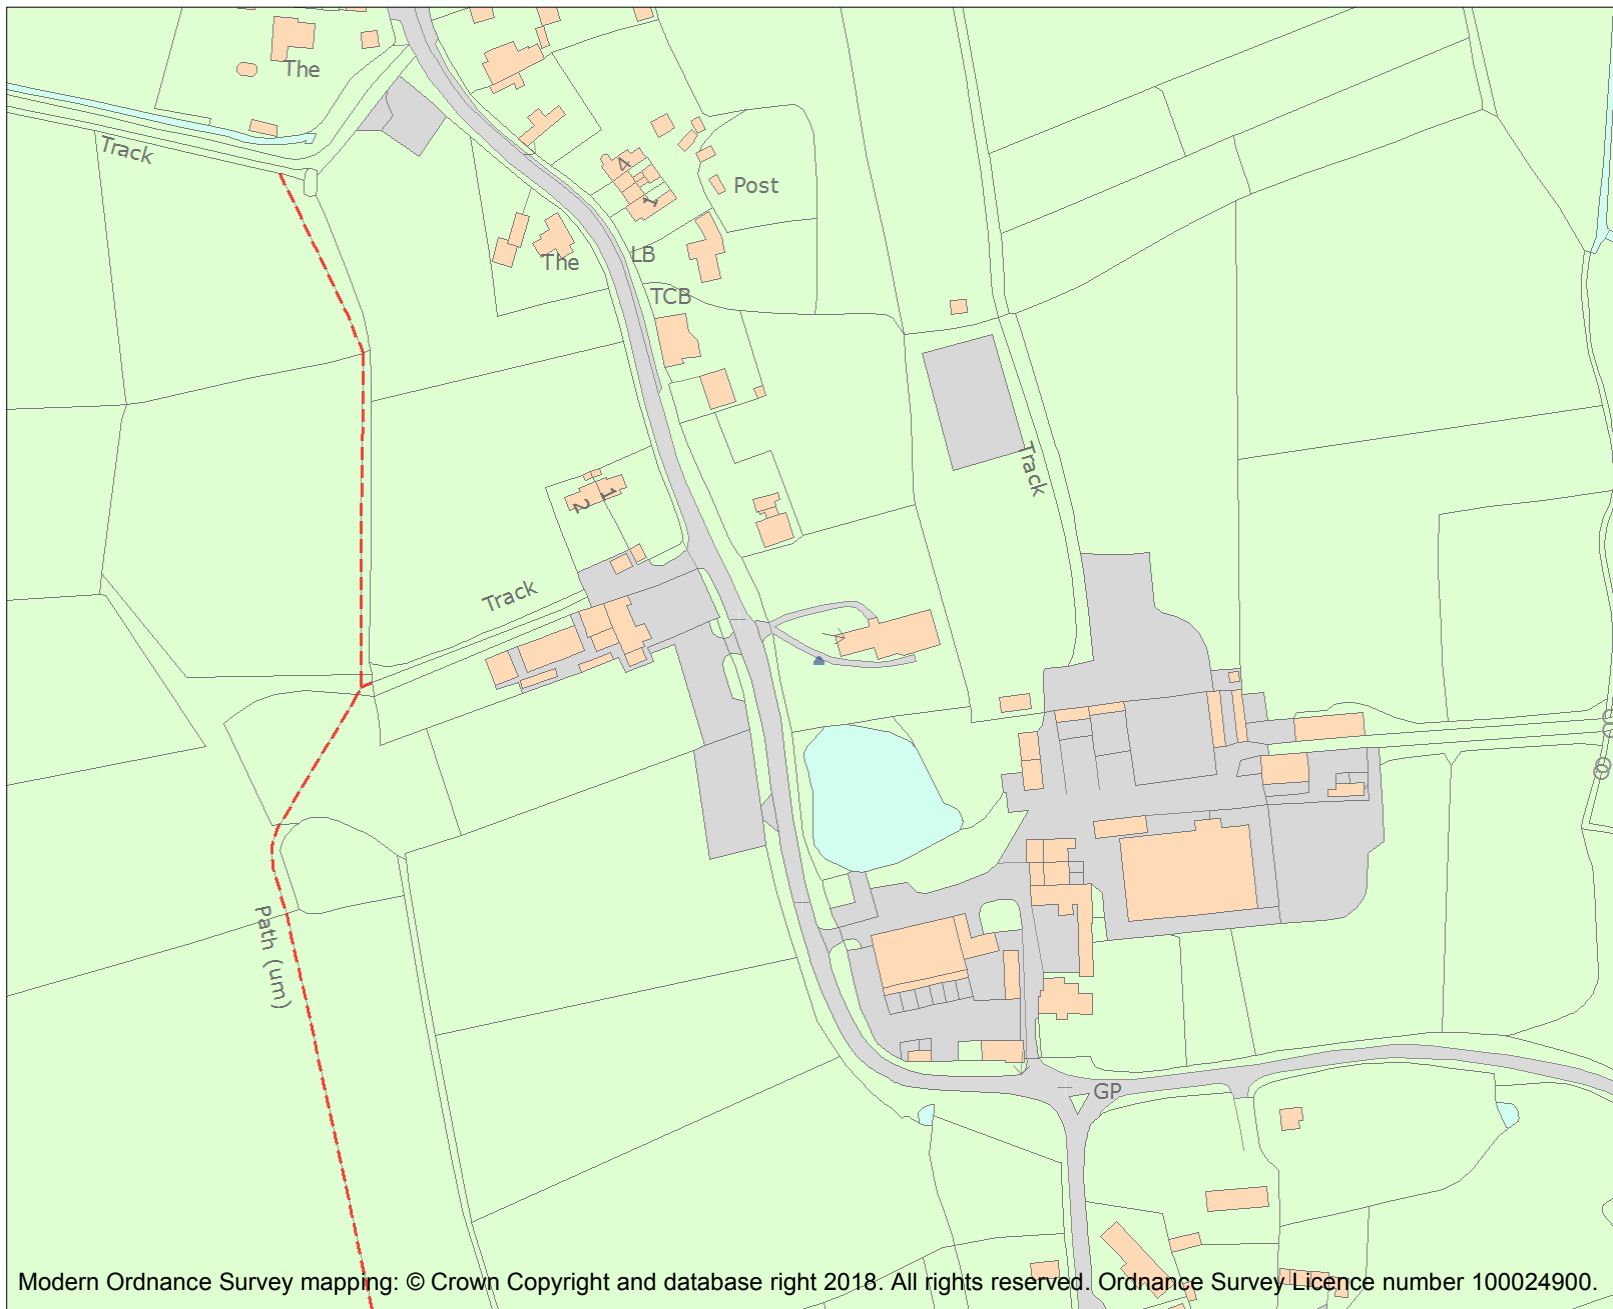 The
Track
4
Post
1
LB
The
TCB
Track
1
2
Track
Path (um)
GP
Modern Ordnance Survey mapping: © Crown Copyright and database right 2018. All rights reserved. Ordnance Survey Licence number 100024900.